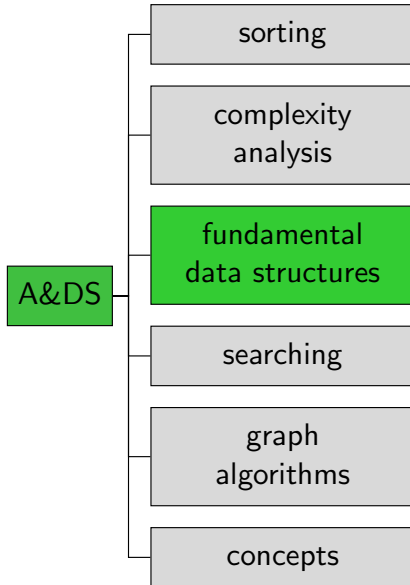 sorting
complexity
analysis
fundamental
data structures
A&DS
searching
graph
algorithms
concepts